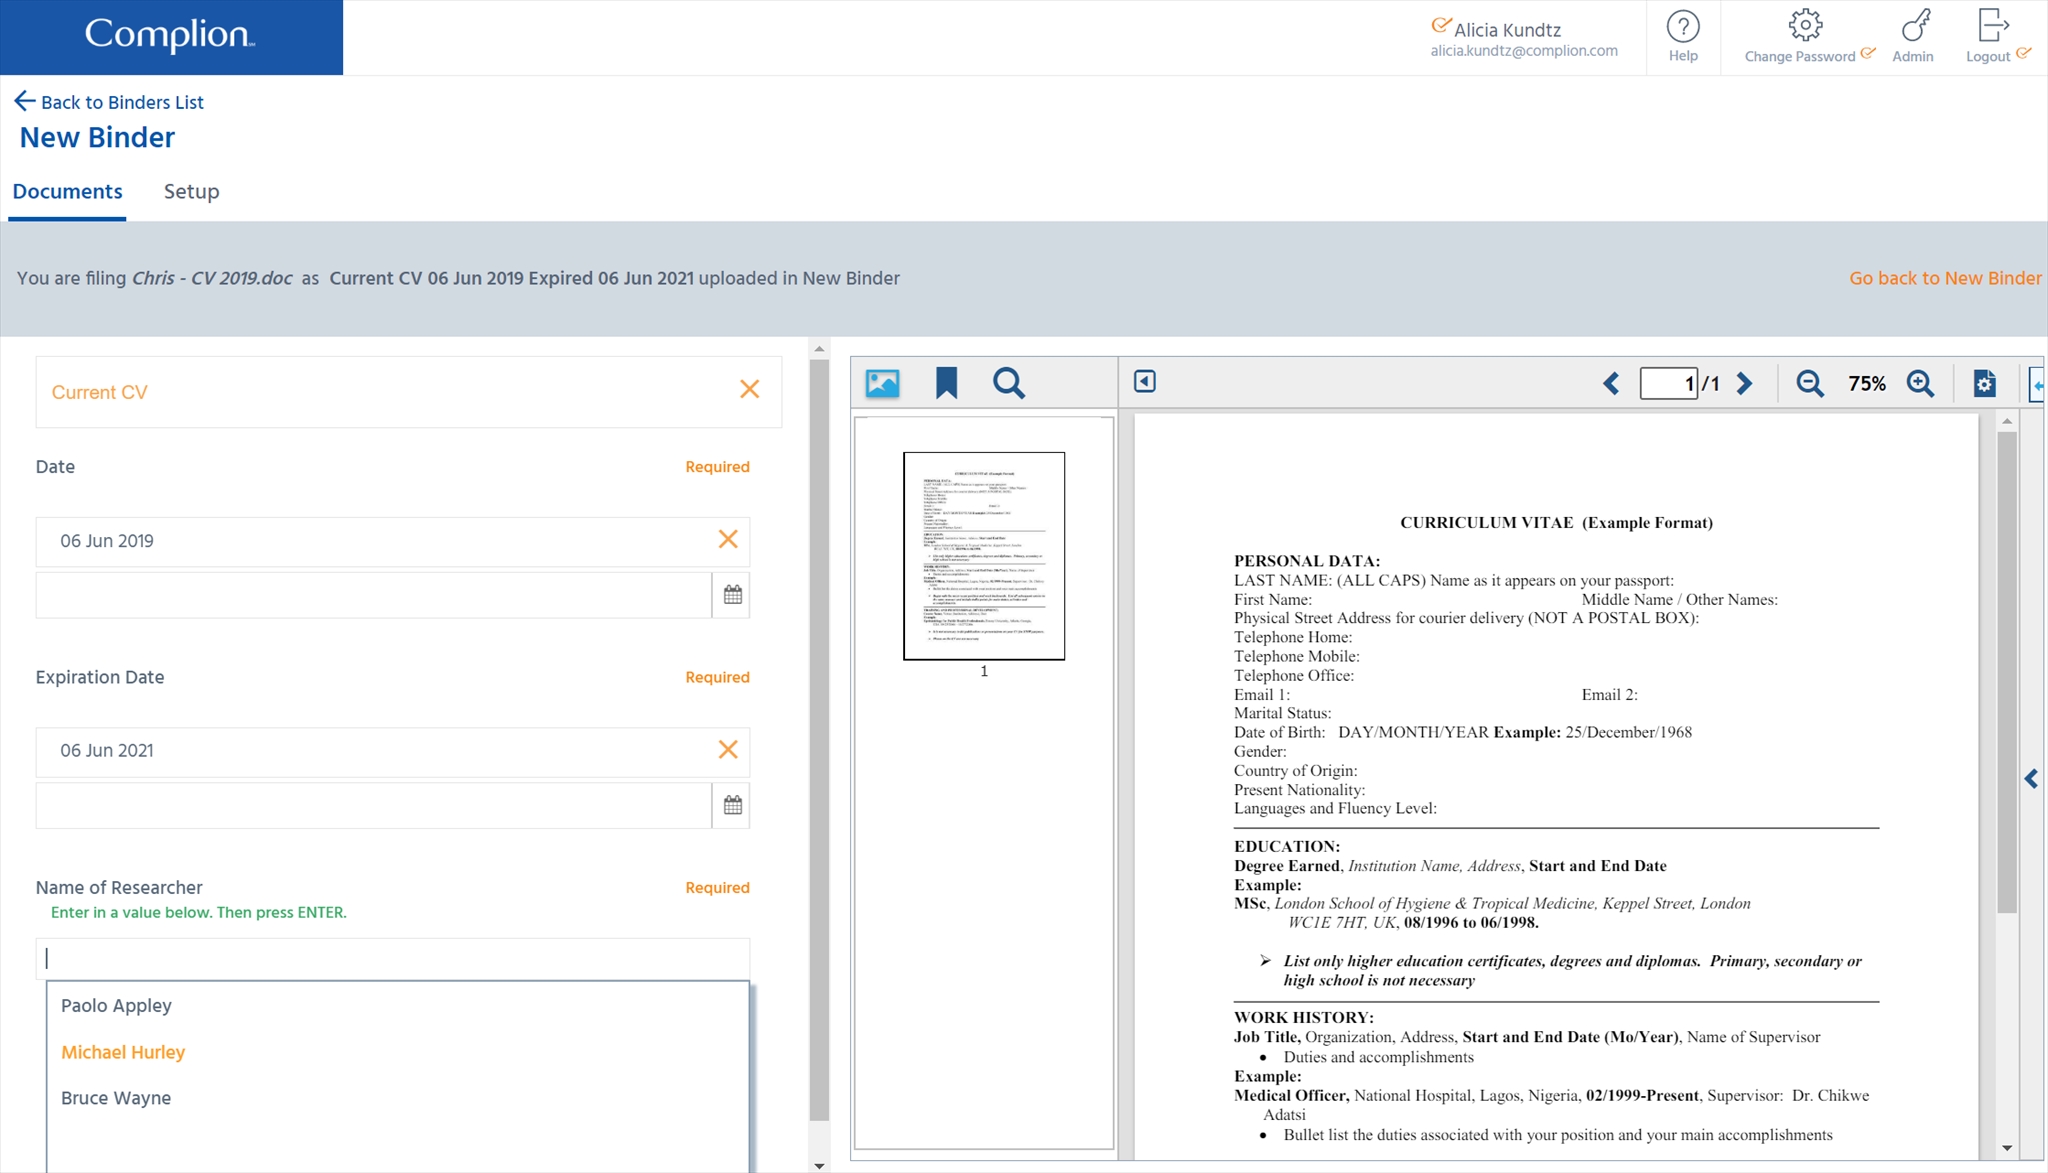 Complion
Alicia Kundtz
alicia.kundtz@complion.com
Help
Change Password
Admin
Logout
Back to Binders List
New Binder
Documents
Setup
You are filing Chris - CV 2019.doc as Current CV 06 Jun 2019 Expired 06 Jun 2021 uploaded in New Binder
Go back to New Binder
Current CV
Date Required
06 Jun 2019
Expiration Date Required
06 Jun 2021
Name of Researcher Required
Enter in a value below. Then press ENTER.
Paolo Appley
Michael Hurley
Bruce Wayne
1 /1
75%
1
CURRICULUM VITAE (Example Format)
PERSONAL DATA:
LAST NAME: (ALL CAPS) Name as it appears on your passport:
First Name: Middle Name / Other Names:
Physical Street Address for courier delivery (NOT A POSTAL BOX):
Telephone Home:
Telephone Mobile:
Telephone Office:
Email 1: Email 2:
Marital Status:
Date of Birth: DAY/MONTH/YEAR Example: 25/December/1968
Gender:
Country of Origin:
Present Nationality:
Languages and Fluency Level:
EDUCATION:
Degree Earned, Institution Name, Address, Start and End Date
Example:
MSc, London School of Hygiene & Tropical Medicine, Keppel Street, London
WC1E 7HT, UK, 08/1996 to 06/1998.
➢ List only higher education certificates, degrees and diplomas. Primary, secondary or
high school is not necessary
WORK HISTORY:
Job Title, Organization, Address, Start and End Date (Mo/Year), Name of Supervisor
• Duties and accomplishments
Example:
Medical Officer, National Hospital, Lagos, Nigeria, 02/1999-Present, Supervisor: Dr. Chikwe
Adatsi
• Bullet list the duties associated with your position and your main accomplishments